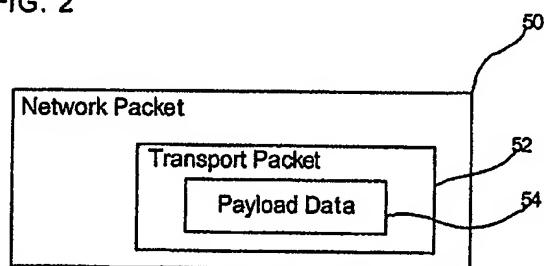 FIG. 2
50
Network Packet
Transport Packet
52
Payload Data
54